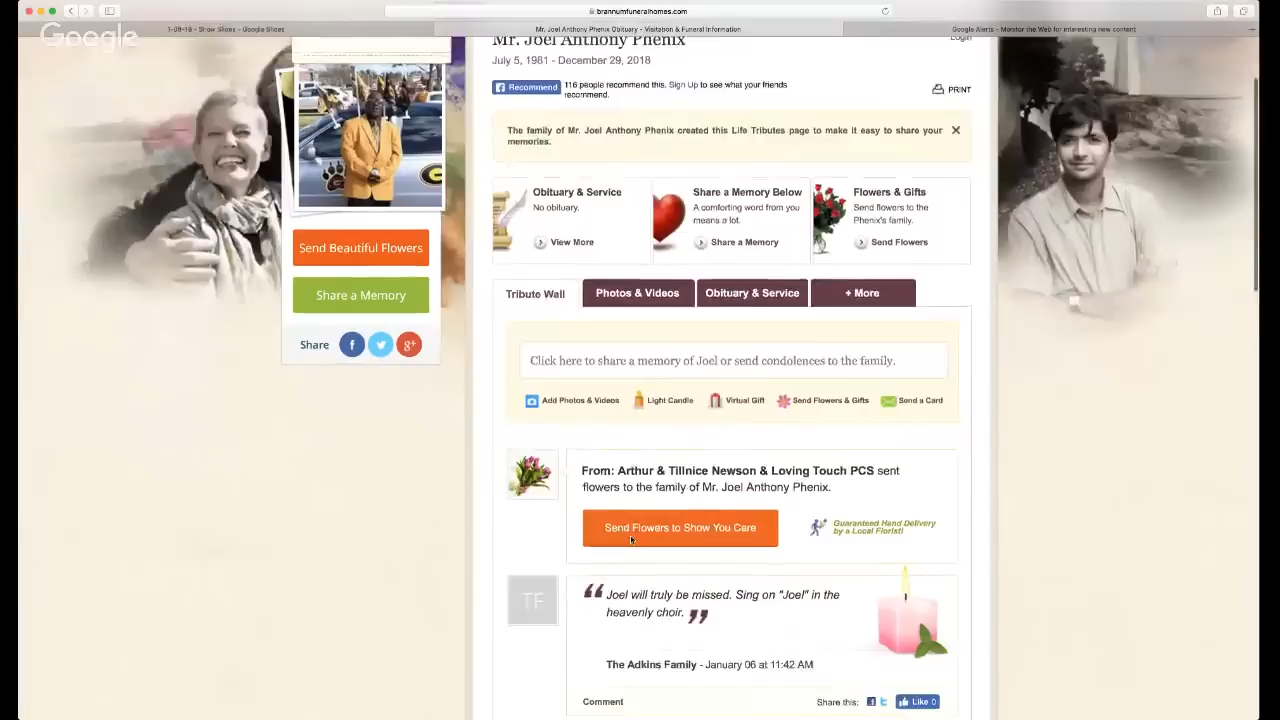 brannumfuneralhomes.com
Google
1-09-19 - Show Slides - Google Slides
Mr. Joel Anthony Phenix Obituary - Visitation & Funeral Information
Google Alerts - Monitor the Web for interesting new content
Mr. Joel Anthony Phenix
Login
July 5, 1981 - December 29, 2018
Recommend
116 people recommend this. Sign Up to see what your friends
recommend.
PRINT
The family of Mr. Joel Anthony Phenix created this Life Tributes page to make it easy to share your
memories.
Obituary & Service
No obituary.
View More
Share a Memory Below
A comforting word from you
means a lot.
Share a Memory
Flowers & Gifts
Send flowers to the
Phenix's family.
Send Flowers
G
Send Beautiful Flowers
Share a Memory
Share
f
g+
Tribute Wall
Photos & Videos
Obituary & Service
+ More
Click here to share a memory of Joel or send condolences to the family.
Add Photos & Videos
Light Candle
Virtual Gift
Send Flowers & Gifts
Send a Card
From: Arthur & Tillnice Newson & Loving Touch PCS sent
flowers to the family of Mr. Joel Anthony Phenix.
Send Flowers to Show You Care
Guaranteed Hand Delivery
by a Local Florist!
TF
“ Joel will truly be missed. Sing on "Joel" in the
heavenly choir. ”
The Adkins Family - January 06 at 11:42 AM
Comment
Share this:
Like 0